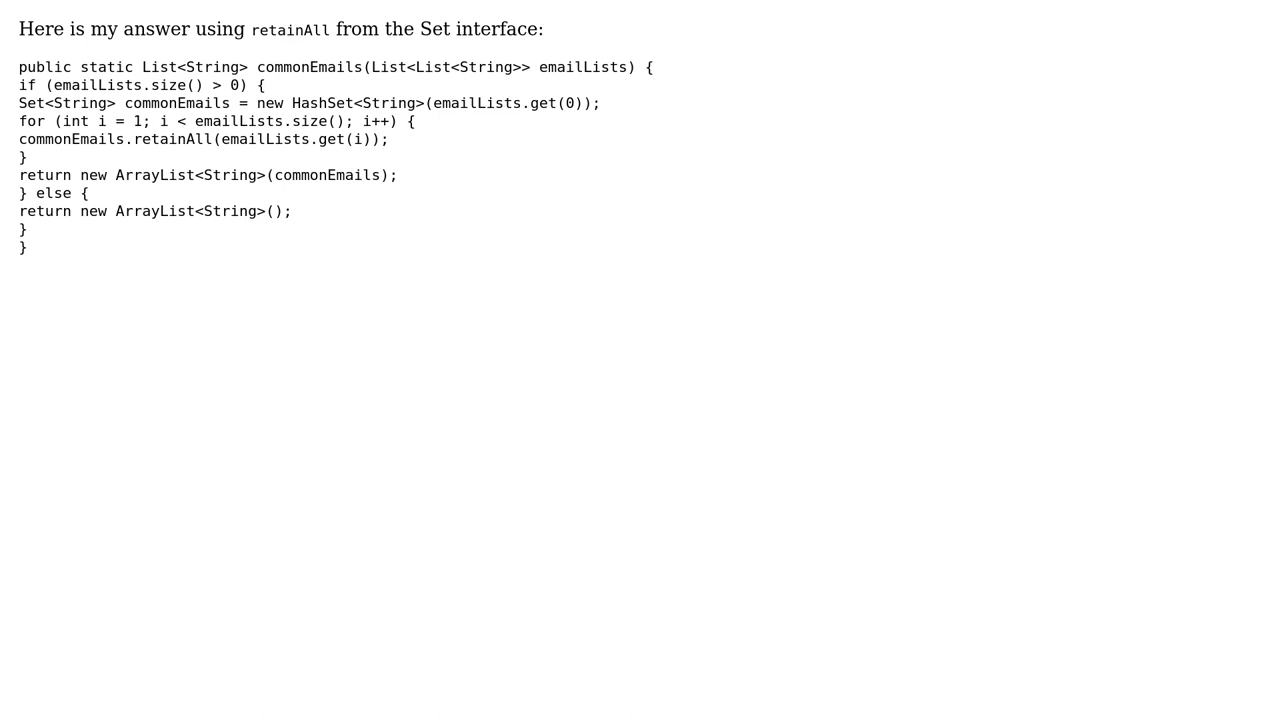 Here is my answer using retainAll from the Set interface:
public static List<String> commonEmails(List<List<String>> emailLists) {
if (emailLists.size() > 0) {
Set<String> commonEmails = new HashSet<String>(emailLists.get(0));
for (int i = 1; i < emailLists.size(); i++) {
commonEmails.retainAll(emailLists.get(i));
}
return new ArrayList<String>(commonEmails);
} else {
return new ArrayList<String>();
}
}